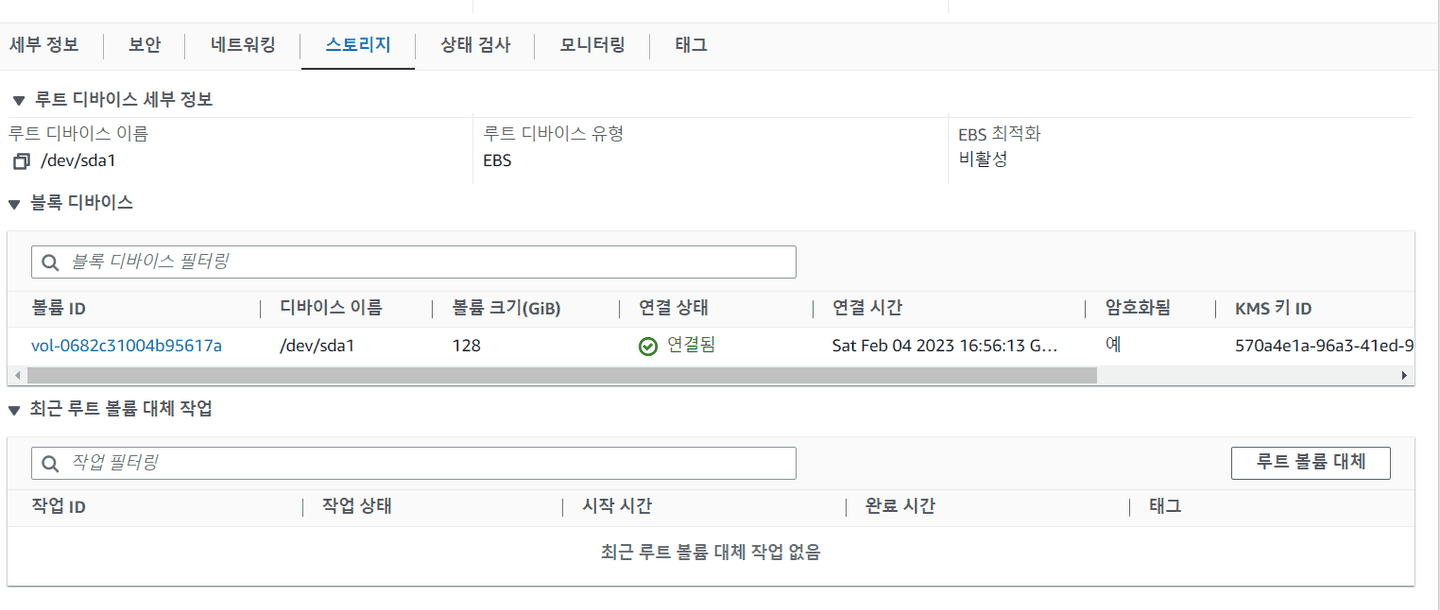 세부 정보 보안 네트워킹 스토리지 상태 검사 모니터링 태그
루트 디바이스 세부 정보
루트 디바이스 이름 루트 디바이스 유형 EBS 최적화
/dev/sda1 EBS 비활성
블록 디바이스
블록 디바이스 필터링
볼륨 ID 디바이스 이름 볼륨 크기(GiB) 연결 상태 연결 시간 암호화됨 KMS 키 ID
vol-0682c31004b95617a /dev/sda1 128 연결됨 Sat Feb 04 2023 16:56:13 G... 예 570a4e1a-96a3-41ed-9
최근 루트 볼륨 대체 작업
작업 필터링 루트 볼륨 대체
작업 ID 작업 상태 시작 시간 완료 시간 태그
최근 루트 볼륨 대체 작업 없음